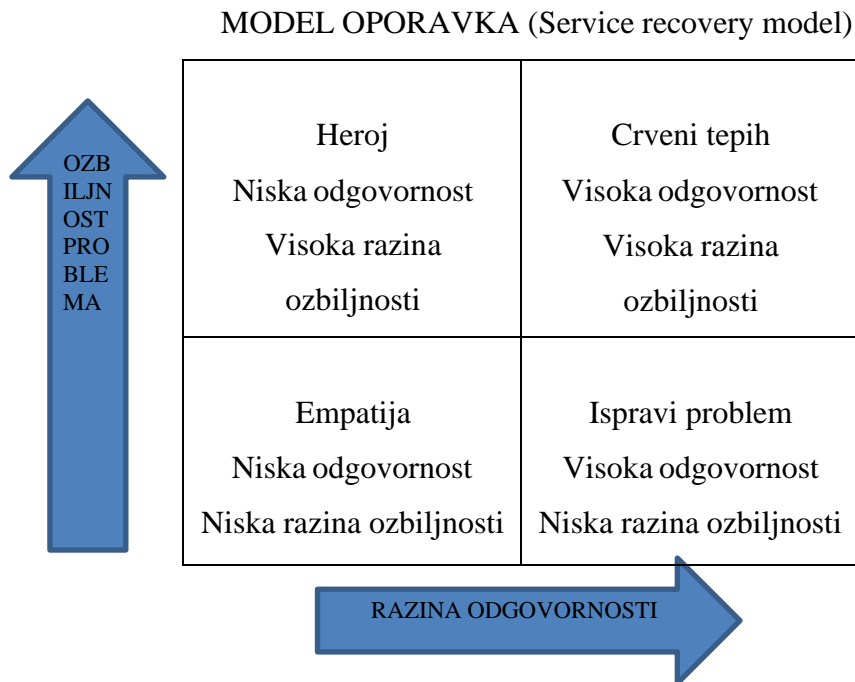 MODEL OPORAVKA (Service recovery model)
OZB
ILJN
OST
PRO
BLE
MA
Heroj
Niska odgovornost
Visoka razina
ozbiljnosti
Crveni tepih
Visoka odgovornost
Visoka razina
ozbiljnosti
Empatija
Niska odgovornost
Niska razina ozbiljnosti
Ispravi problem
Visoka odgovornost
Niska razina ozbiljnosti
RAZINA ODGOVORNOSTI